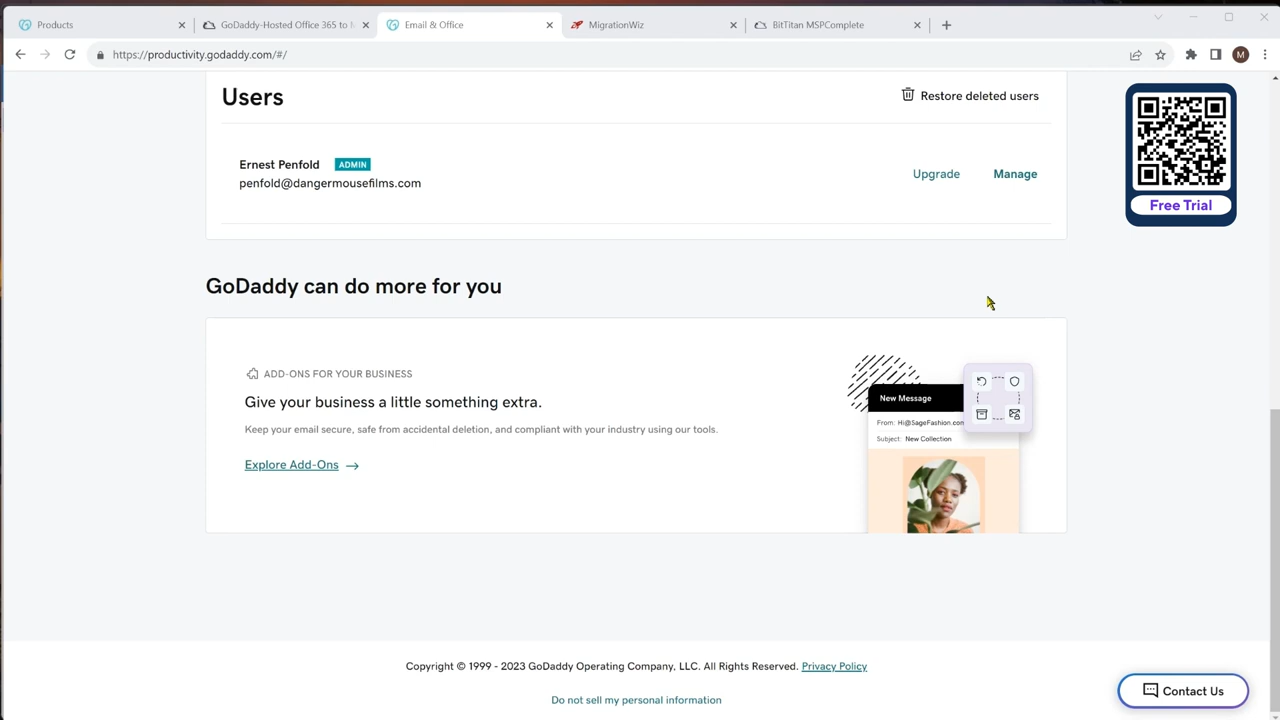 Products
GoDaddy-Hosted Office 365 to M
Email & Office
MigrationWiz
BitTitan MSPComplete
https://productivity.godaddy.com/#/
M
Users
Restore deleted users
Ernest Penfold ADMIN
penfold@dangermousefilms.com
Upgrade
Manage
Free Trial
GoDaddy can do more for you
ADD-ONS FOR YOUR BUSINESS
Give your business a little something extra.
Keep your email secure, safe from accidental deletion, and compliant with your industry using our tools.
Explore Add-Ons →
New Message
From: Hi@SageFashion.com
Subject: New Collection
Copyright © 1999 - 2023 GoDaddy Operating Company, LLC. All Rights Reserved. Privacy Policy
Do not sell my personal information
Contact Us